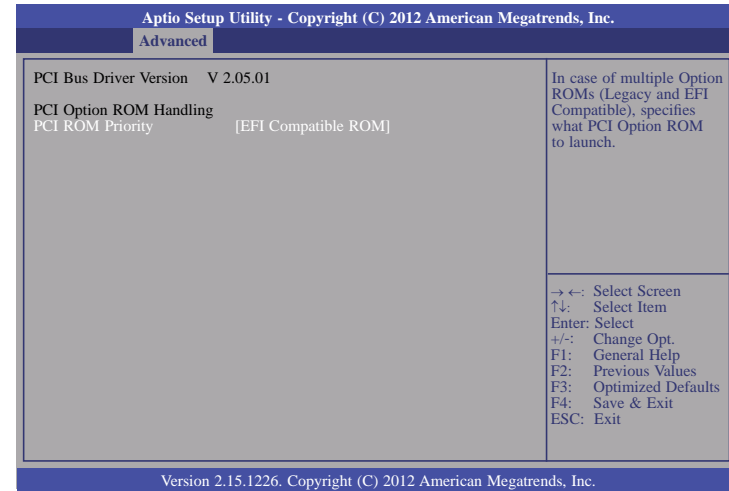 Aptio Setup Utility - Copyright (C) 2012 American Megatrends, Inc.
Advanced
PCI Bus Driver Version V 2.05.01
PCI Option ROM Handling
PCI ROM Priority [EFI Compatible ROM]
In case of multiple Option
ROMs (Legacy and EFI
Compatible), specifies
what PCI Option ROM
to launch.
→ ←: Select Screen
↑↓: Select Item
Enter: Select
+/-: Change Opt.
F1: General Help
F2: Previous Values
F3: Optimized Defaults
F4: Save & Exit
ESC: Exit
Version 2.15.1226. Copyright (C) 2012 American Megatrends, Inc.